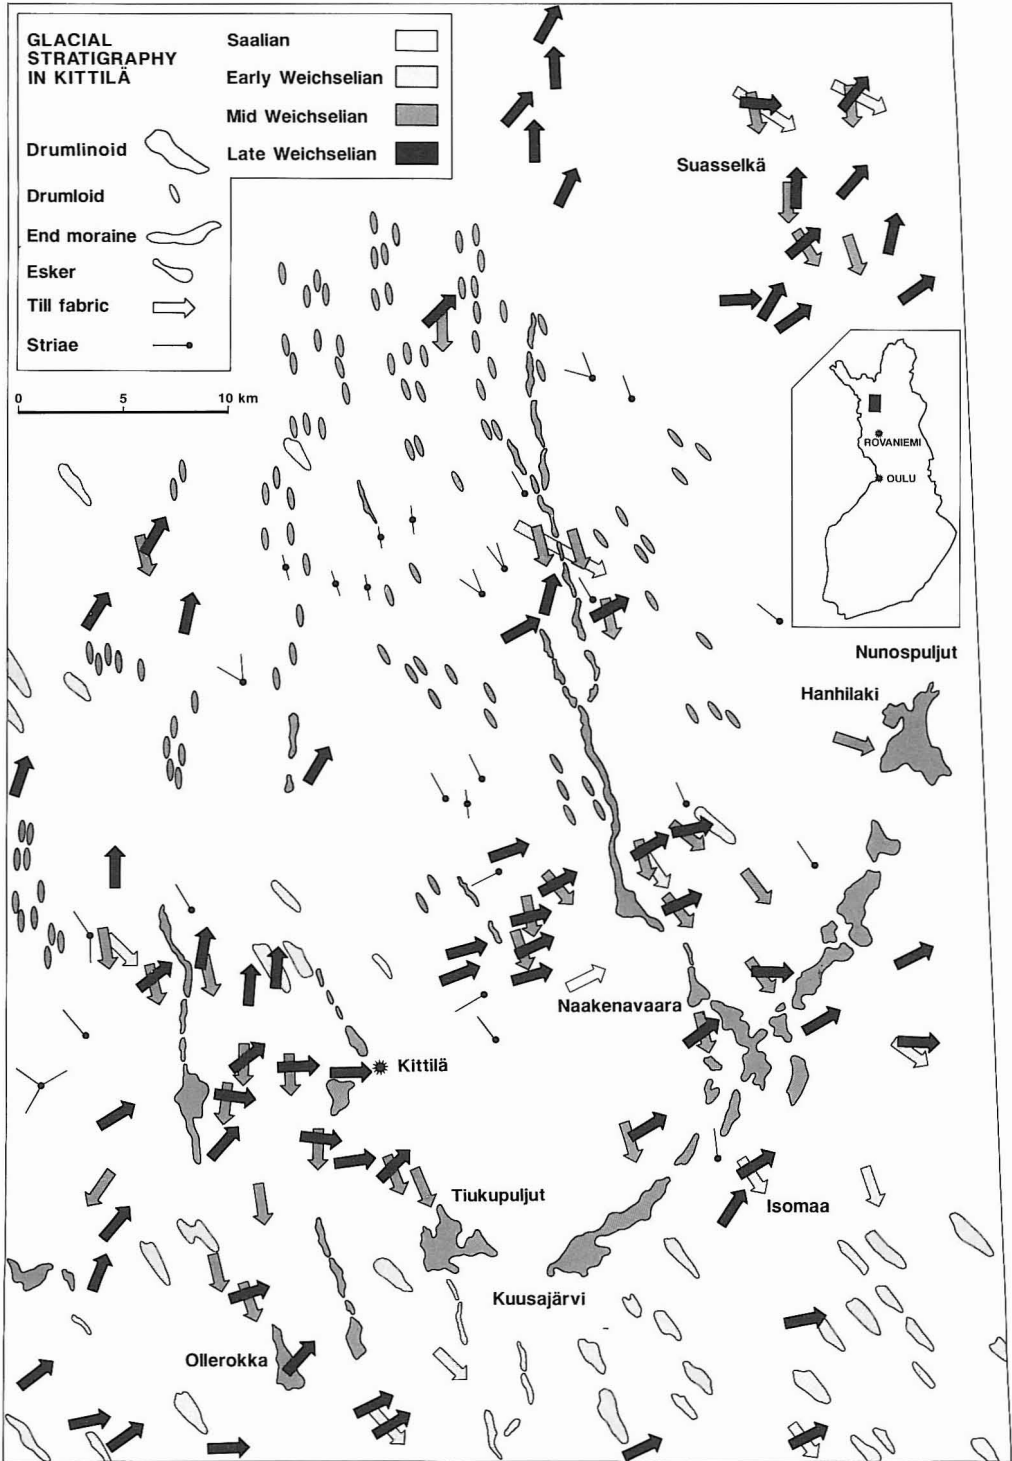 GLACIAL
STRATIGRAPHY
IN KITTILÄ
Saalian
Early Weichselian
Mid Weichselian
Late Weichselian
Drumlinoid
Drumloid
End moraine
Esker
Till fabric
Striae
0 5 10 km
Suasselkä
ROVANIEMI
OULU
Nunospuljut
Hanhilaki
Naakenavaara
Kittilä
Tiukupuljut
Isomaa
Kuusajärvi
Ollerokka